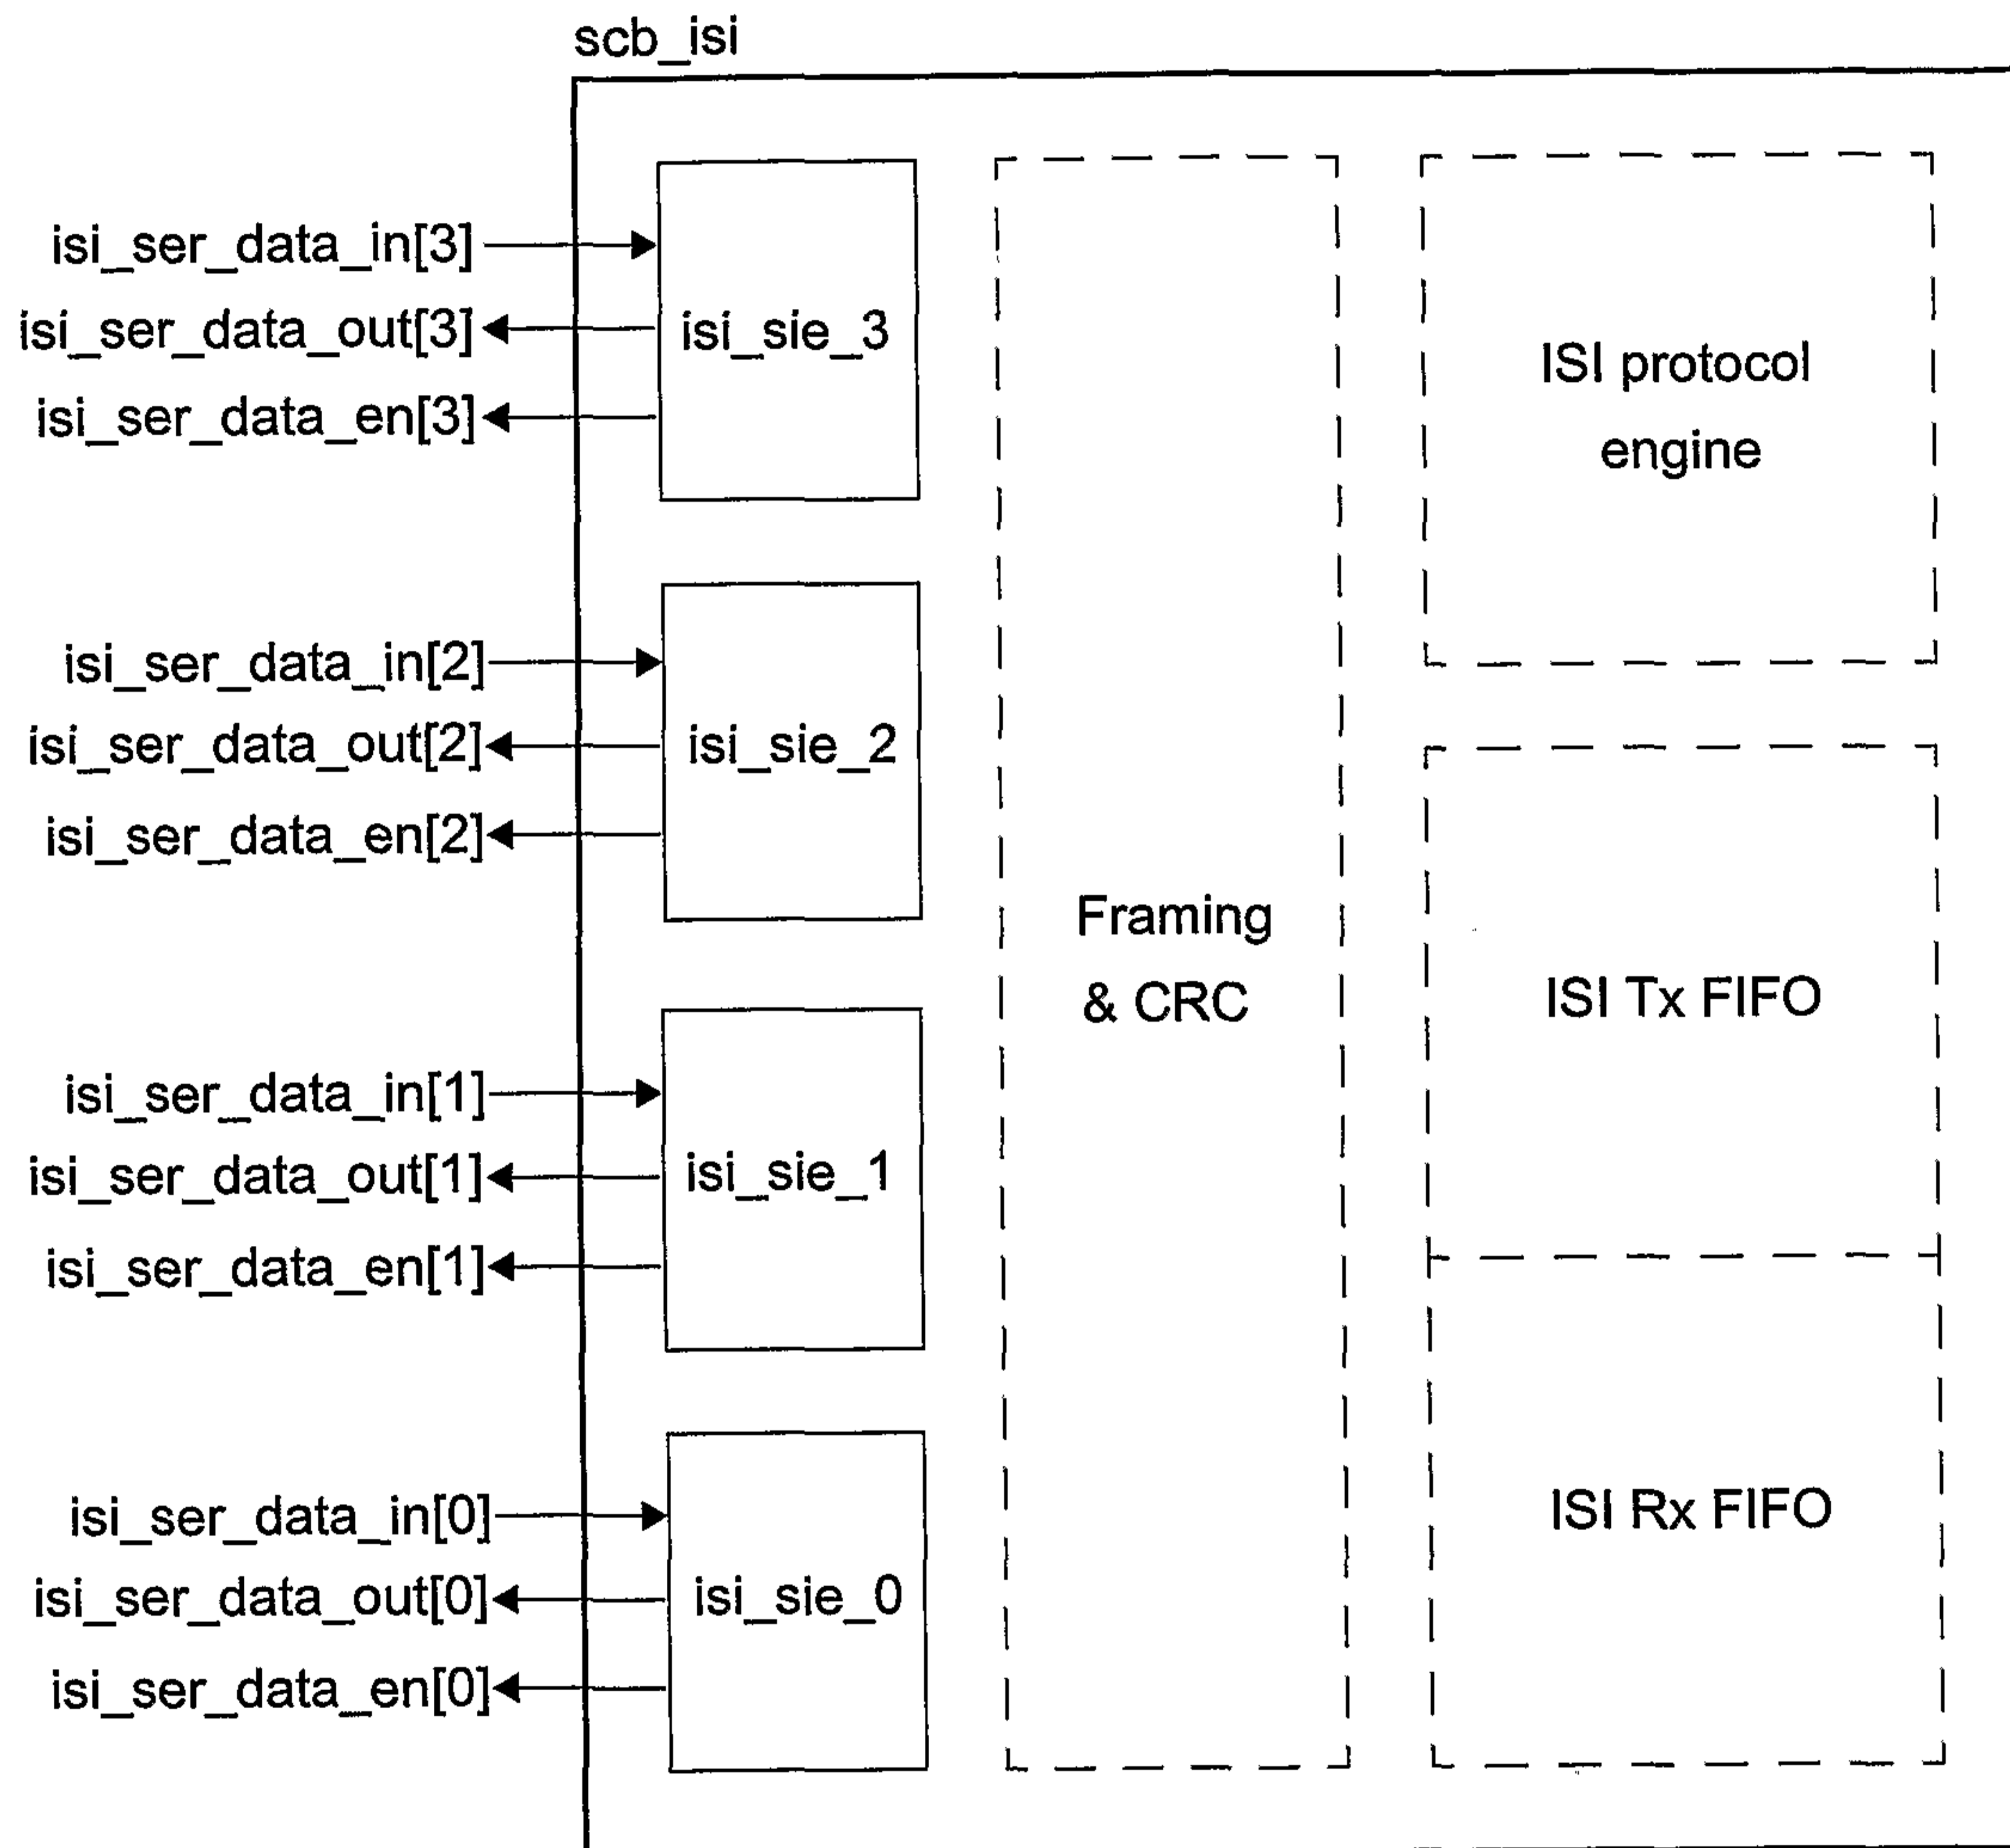 scb_isi
isi_ser_data_in[3]
isi_ser_data_out[3]
isi_ser_data_en[3]
isi_sie_3
isi_ser_data_in[2]
isi_ser_data_out[2]
isi_ser_data_en[2]
isi_sie_2
isi_ser_data_in[1]
isi_ser_data_out[1]
isi_ser_data_en[1]
isi_sie_1
isi_ser_data_in[0]
isi_ser_data_out[0]
isi_ser_data_en[0]
isi_sie_0
Framing
& CRC
ISI protocol
engine
ISI Tx FIFO
ISI Rx FIFO